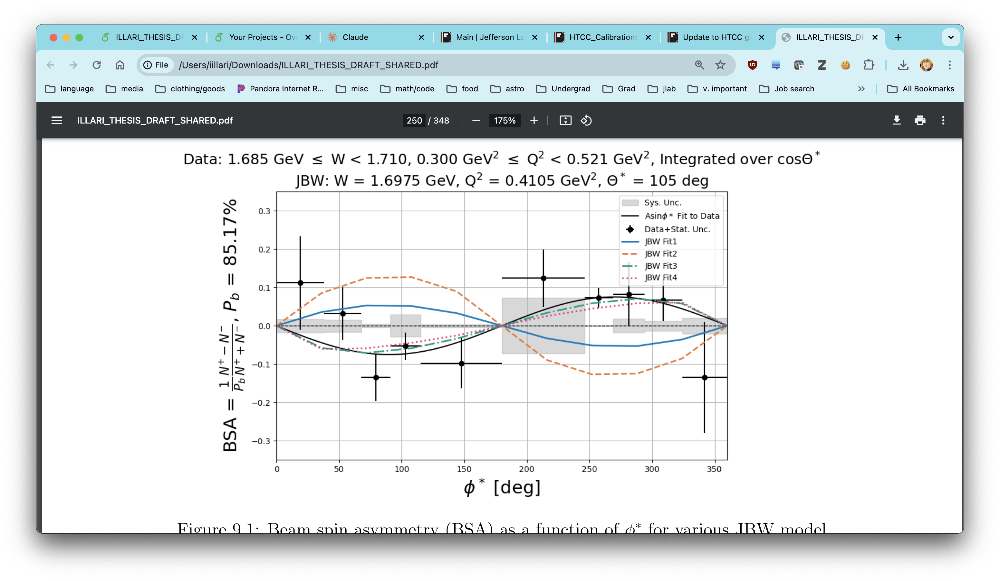 ILLARI_THESIS_DR
Your Projects - Ov
Claude
Main | Jefferson La
HTCC_Calibrations
Update to HTCC g
ILLARI_THESIS_DR
File /Users/iillari/Downloads/ILLARI_THESIS_DRAFT_SHARED.pdf
language media clothing/goods Pandora Internet R... misc math/code food astro Undergrad Grad jlab v. important Job search » All Bookmarks
ILLARI_THESIS_DRAFT_SHARED.pdf 250 / 348 175%
Data: 1.685 GeV ≤ W < 1.710, 0.300 GeV² ≤ Q² < 0.521 GeV², Integrated over cosΘ*
JBW: W = 1.6975 GeV, Q² = 0.4105 GeV², Θ* = 105 deg
BSA = 1/P_b (N⁺ − N⁻)/(N⁺ + N⁻), P_b = 85.17%
0.3
0.2
0.1
0.0
−0.1
−0.2
−0.3
Sys. Unc.
Asinϕ* Fit to Data
Data+Stat. Unc.
JBW Fit1
JBW Fit2
JBW Fit3
JBW Fit4
0 50 100 150 200 250 300 350
ϕ* [deg]
Figure 9.1: Beam spin asymmetry (BSA) as a function of ϕ* for various JBW model